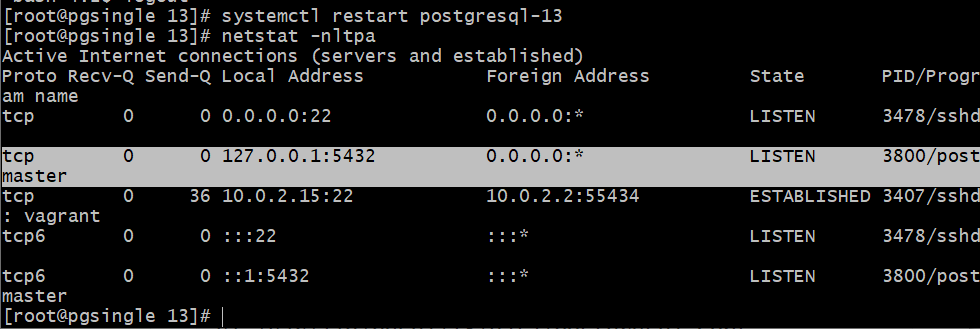 [root@pgsingle 13]# systemctl restart postgresql-13
[root@pgsingle 13]# netstat -nltpa
Active Internet connections (servers and established)
Proto Recv-Q Send-Q Local Address           Foreign Address         State       PID/Progr
am name
tcp        0      0 0.0.0.0:22              0.0.0.0:*               LISTEN      3478/sshd
tcp        0      0 127.0.0.1:5432          0.0.0.0:*               LISTEN      3800/post
master
tcp        0     36 10.0.2.15:22            10.0.2.2:55434          ESTABLISHED 3407/sshd
: vagrant
tcp6       0      0 :::22                   :::*                    LISTEN      3478/sshd
tcp6       0      0 ::1:5432                :::*                    LISTEN      3800/post
master
[root@pgsingle 13]#